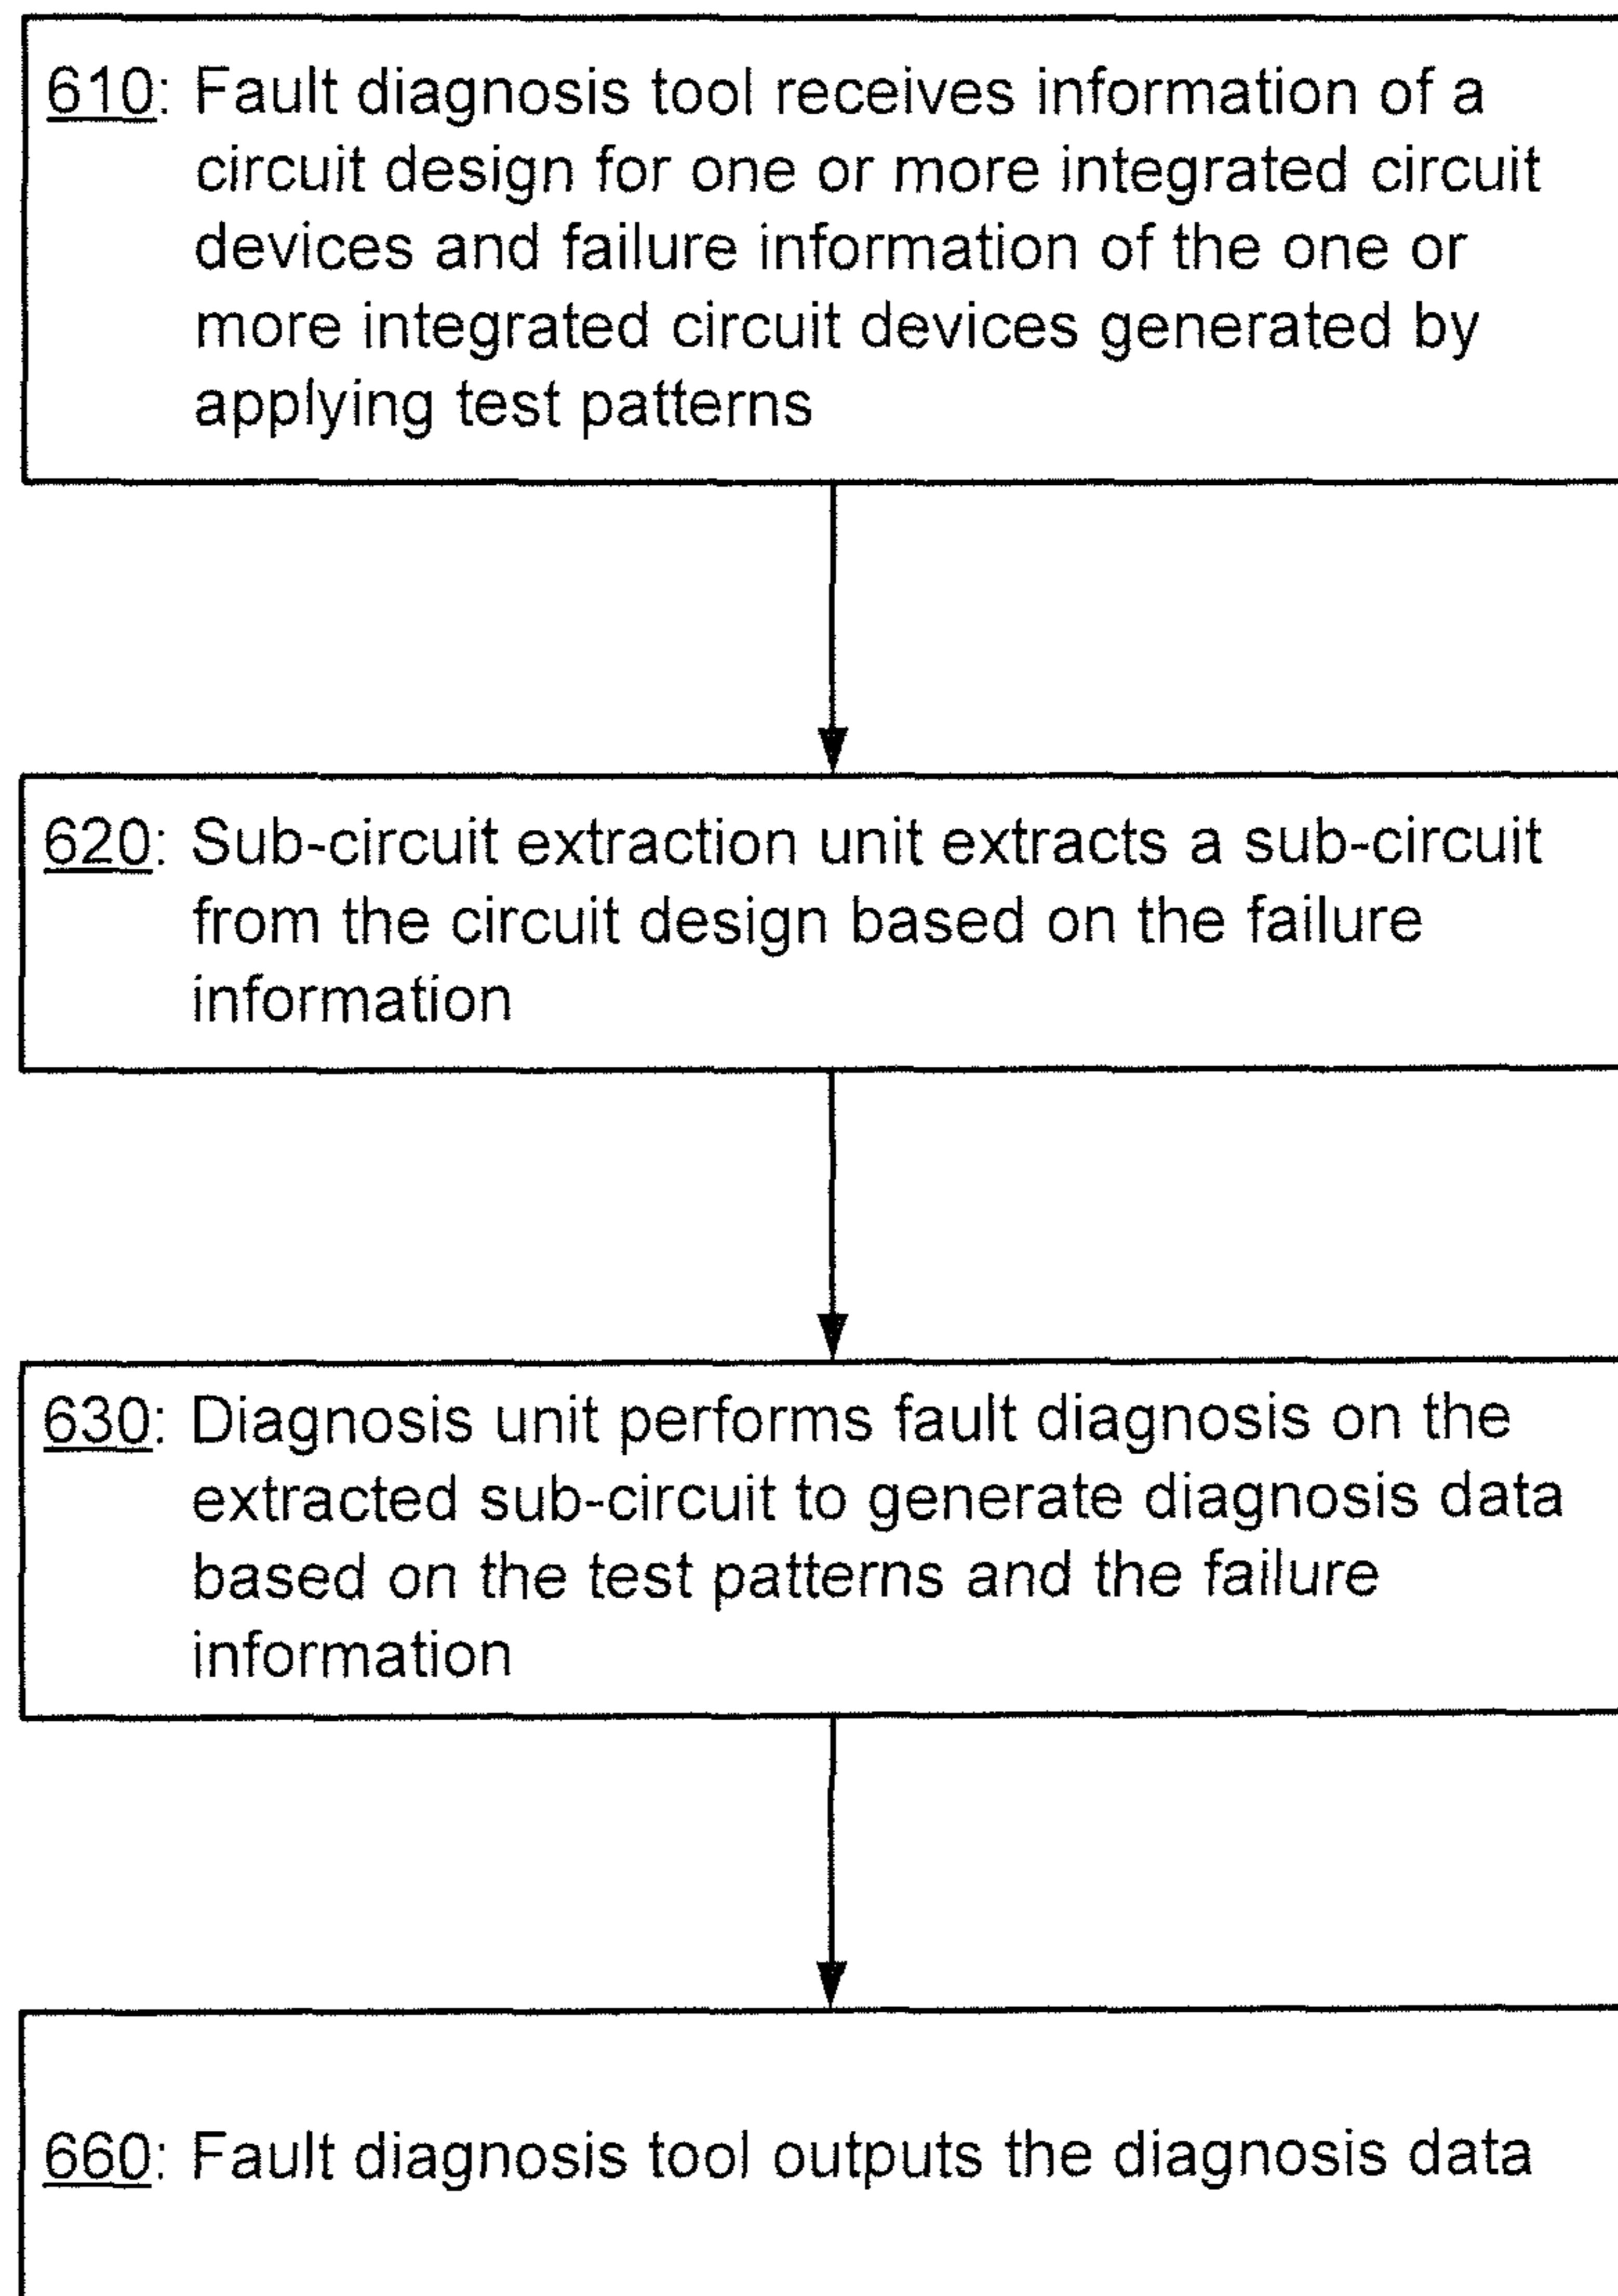 610: Fault diagnosis tool receives information of a
circuit design for one or more integrated circuit
devices and failure information of the one or
more integrated circuit devices generated by
applying test patterns
620: Sub-circuit extraction unit extracts a sub-circuit
from the circuit design based on the failure
information
630: Diagnosis unit performs fault diagnosis on the
extracted sub-circuit to generate diagnosis data
based on the test patterns and the failure
information
660: Fault diagnosis tool outputs the diagnosis data